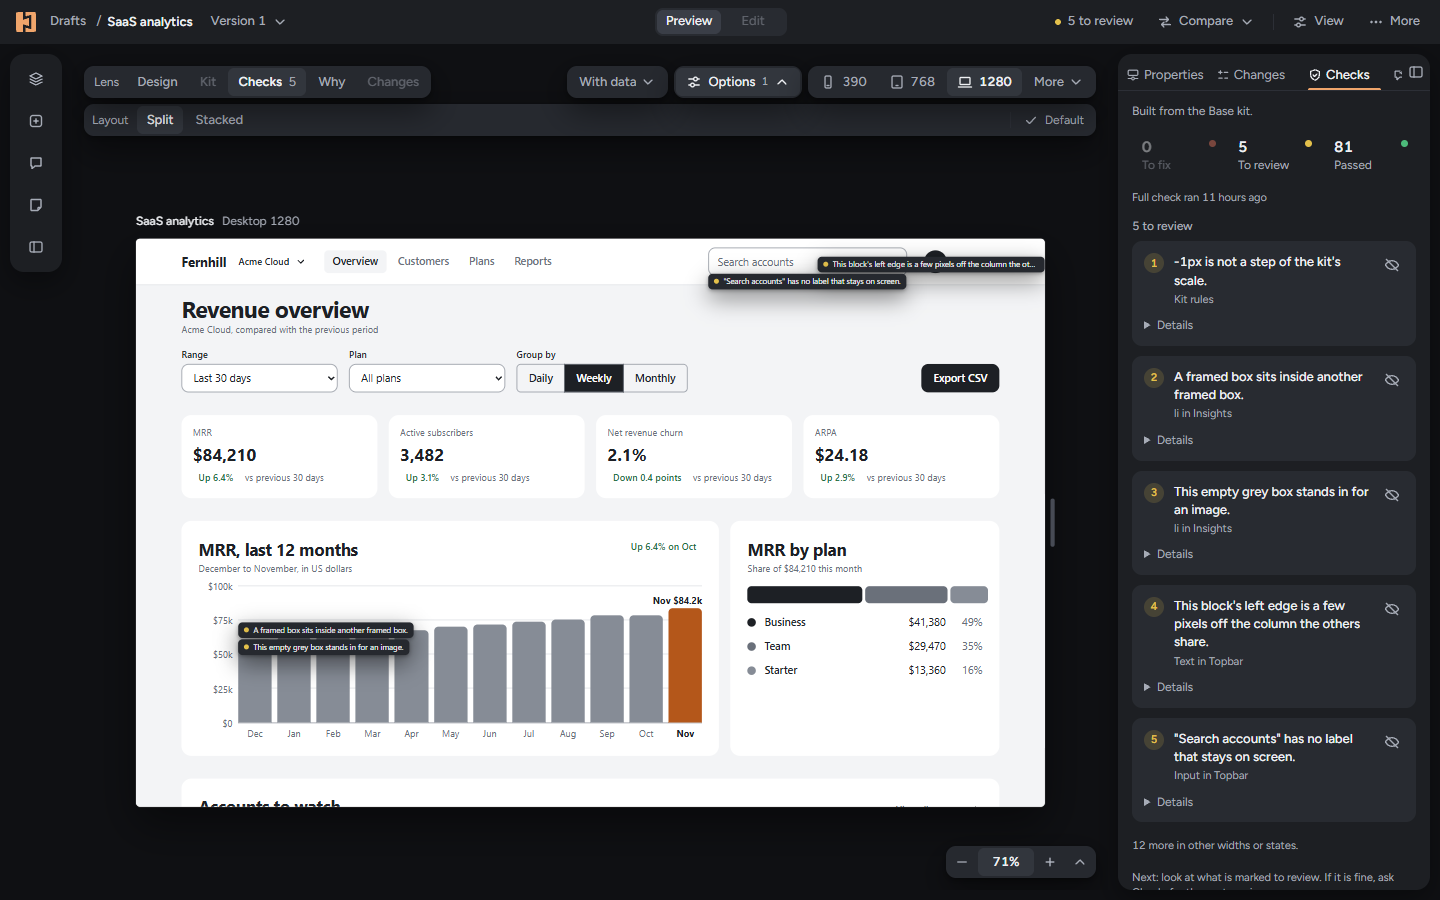 Drafts / SaaS analytics Version 1
Preview Edit
5 to review Compare View More
Lens Design Kit Checks 5 Why Changes
With data Options 1 390 768 1280 More
Layout Split Stacked Default
SaaS analytics Desktop 1280
Fernhill Acme Cloud Overview Customers Plans Reports Search accounts
This block's left edge is a few pixels off the column the ot...
"Search accounts" has no label that stays on screen.
Revenue overview
Acme Cloud, compared with the previous period
Range Plan Group by
Last 30 days All plans Daily Weekly Monthly Export CSV
MRR
$84,210
Up 6.4% vs previous 30 days
Active subscribers
3,482
Up 3.1% vs previous 30 days
Net revenue churn
2.1%
Down 0.4 points vs previous 30 days
ARPA
$24.18
Up 2.9% vs previous 30 days
MRR, last 12 months
Up 6.4% on Oct
December to November, in US dollars
$100k
Nov $84.2k
$75k
A framed box sits inside another framed box.
This empty grey box stands in for an image.
$50k
$25k
$0
Dec Jan Feb Mar Apr May Jun Jul Aug Sep Oct Nov
MRR by plan
Share of $84,210 this month
Business $41,380 49%
Team $29,470 35%
Starter $13,360 16%
Accounts to watch
71%
Properties Changes Checks
Built from the Base kit.
0 5 81
To fix To review Passed
Full check ran 11 hours ago
5 to review
1 -1px is not a step of the kit's
scale.
Kit rules
Details
2 A framed box sits inside another
framed box.
li in Insights
Details
3 This empty grey box stands in for
an image.
li in Insights
Details
4 This block's left edge is a few
pixels off the column the others
share.
Text in Topbar
Details
5 "Search accounts" has no label
that stays on screen.
Input in Topbar
Details
12 more in other widths or states.
Next: look at what is marked to review. If it is fine, ask